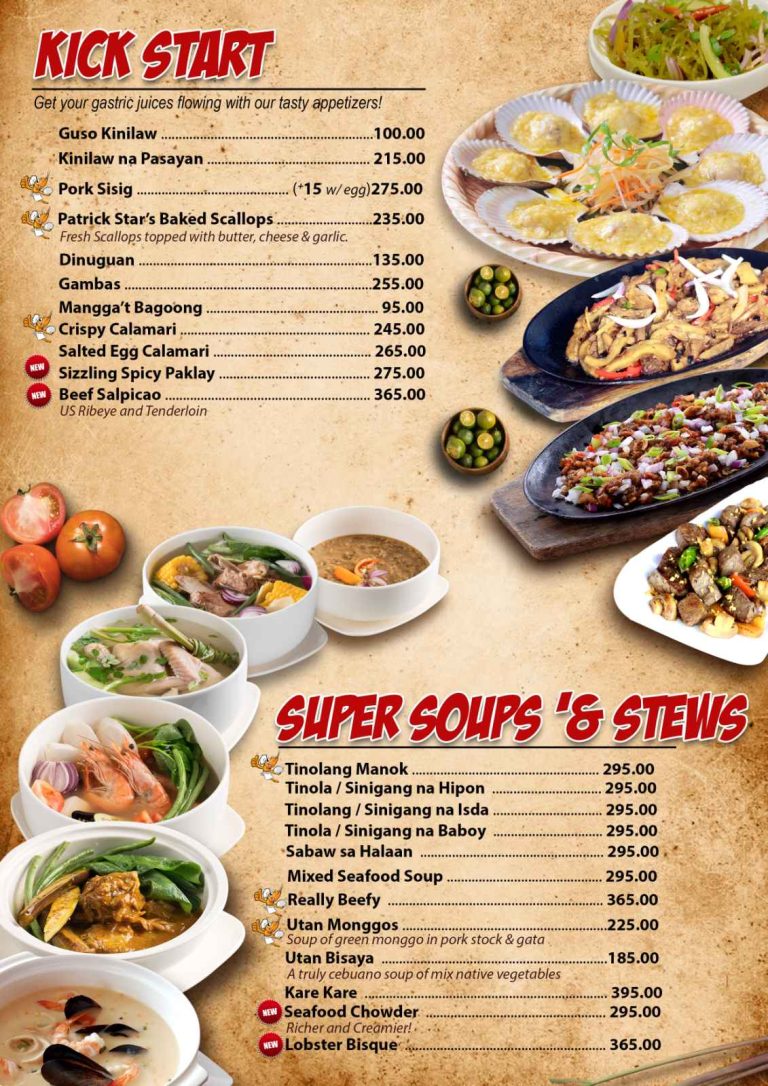 KICK START
Get your gastric juices flowing with our tasty appetizers!
Guso Kinilaw ........ 100.00
Kinilaw na Pasayan ........ 215.00
Pork Sisig ........ (+15 w/ egg) 275.00
Patrick Star's Baked Scallops ........ 235.00
Fresh Scallops topped with butter, cheese & garlic.
Dinuguan ........ 135.00
Gambas ........ 255.00
Mangga't Bagoong ........ 95.00
Crispy Calamari ........ 245.00
Salted Egg Calamari ........ 265.00
NEW Sizzling Spicy Paklay ........ 275.00
NEW Beef Salpicao ........ 365.00
US Ribeye and Tenderloin
SUPER SOUPS '& STEWS
Tinolang Manok ........ 295.00
Tinola / Sinigang na Hipon ........ 295.00
Tinolang / Sinigang na Isda ........ 295.00
Tinola / Sinigang na Baboy ........ 295.00
Sabaw sa Halaan ........ 295.00
Mixed Seafood Soup ........ 295.00
Really Beefy ........ 365.00
Utan Monggos ........ 225.00
Soup of green monggo in pork stock & gata
Utan Bisaya ........ 185.00
A truly cebuano soup of mix native vegetables
Kare Kare ........ 395.00
NEW Seafood Chowder ........ 295.00
Richer and Creamier!
NEW Lobster Bisque ........ 365.00